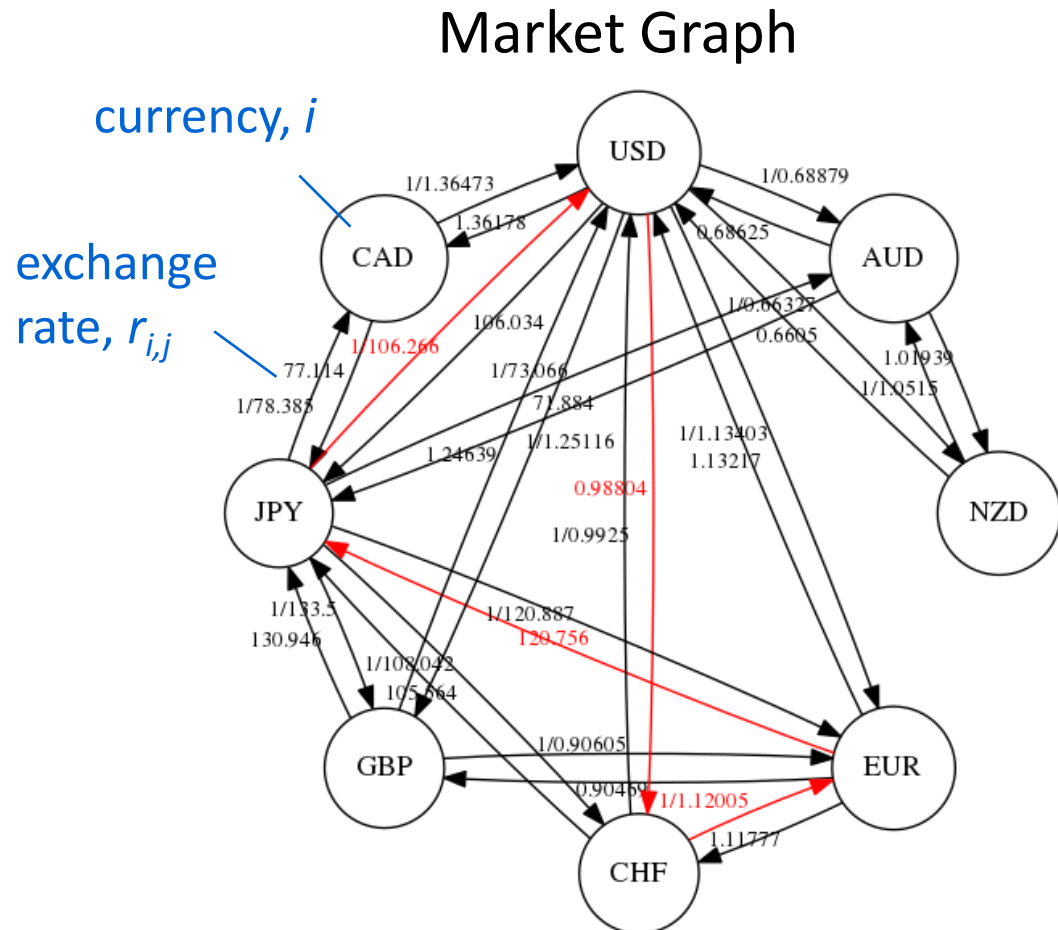 Market Graph
currency, i
exchange
rate, r_{i,j}
USD
CAD
AUD
JPY
NZD
GBP
EUR
CHF
1/1.36473
1.36178
1/0.68879
0.68625
106.034
1/106.266
77.114
1/78.385
1/73.066
71.884
1/0.66327
0.6605
1.01939
1/1.0515
1.24639
1/1.25116
1/1.13403
1.13217
0.98804
1/0.9925
1/133.5
130.946
1/120.887
120.756
1/108.042
105.564
1/0.90605
0.90469
1/1.12005
1.11777